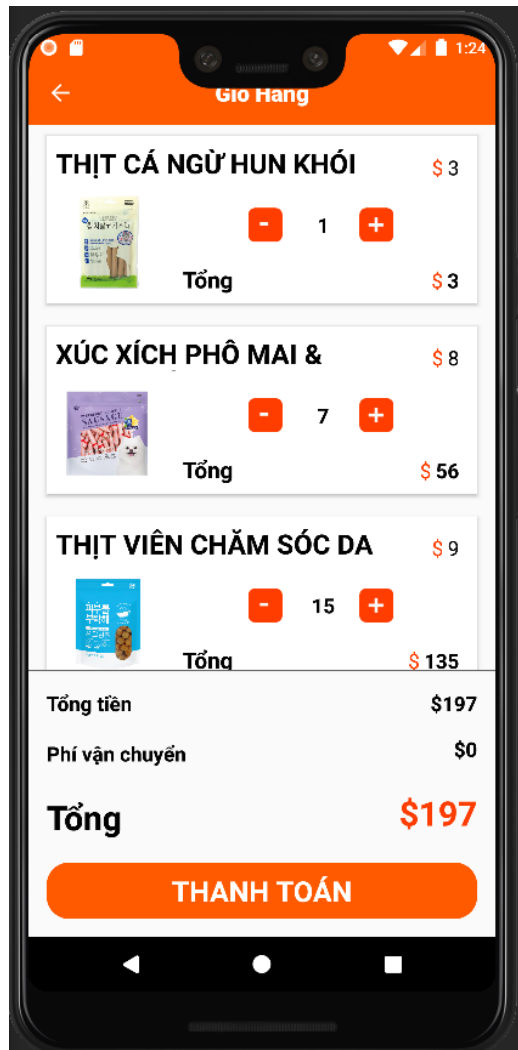 1:24
Giỏ Hàng
THỊT CÁ NGỪ HUN KHÓI
$ 3
- 1 +
Tổng
$ 3
XÚC XÍCH PHÔ MAI &
$ 8
SAUSAGE
- 7 +
Tổng
$ 56
THỊT VIÊN CHĂM SÓC DA
$ 9
- 15 +
Tổng
$ 135
Tổng tiền
$197
Phí vận chuyển
$0
Tổng
$197
THANH TOÁN